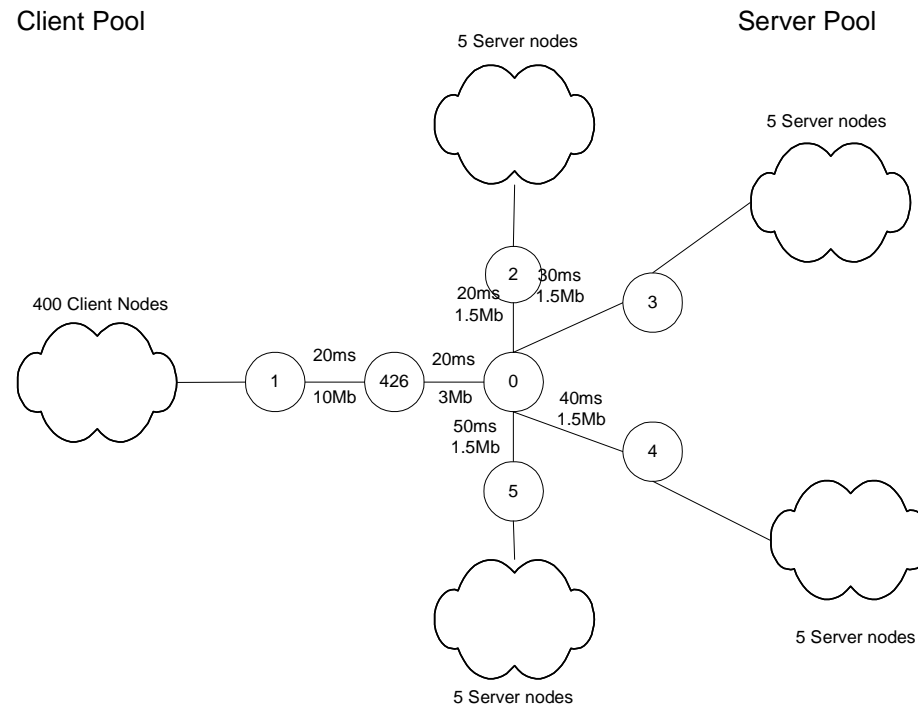 Client Pool
Server Pool
5 Server nodes
5 Server nodes
2
30ms
1.5Mb
20ms
1.5Mb
3
400 Client Nodes
20ms
20ms
1
426
0
10Mb
3Mb
40ms
1.5Mb
50ms
1.5Mb
4
5
5 Server nodes
5 Server nodes